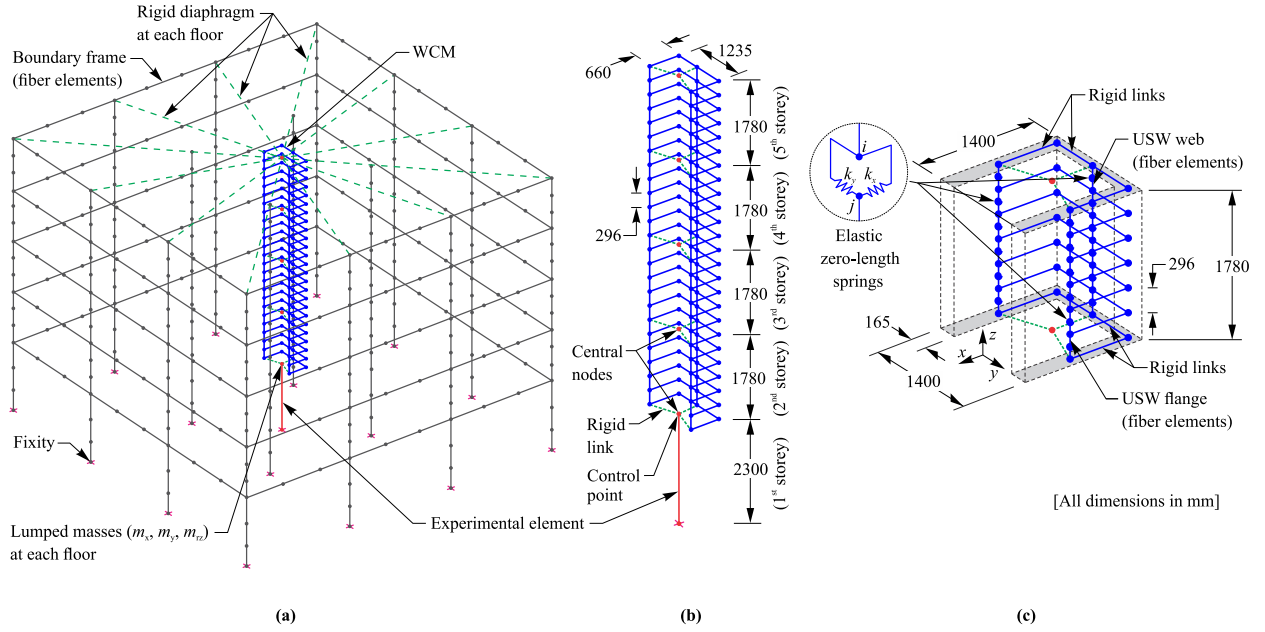 Rigid diaphragm
at each floor
Boundary frame
(fiber elements)
WCM
Fixity
Lumped masses (mx, my, mrz)
at each floor
Experimental element
(a)
660
1235
296
1780
(5th storey)
1780
(4th storey)
1780
(3rd storey)
1780
(2nd storey)
2300
(1st storey)
Central
nodes
Rigid
link
Control
point
(b)
Rigid links
USW web
(fiber elements)
1400
i
ky kx
j
Elastic
zero-length
springs
296
1780
165
1400
z
x
y
Rigid links
USW flange
(fiber elements)
[All dimensions in mm]
(c)